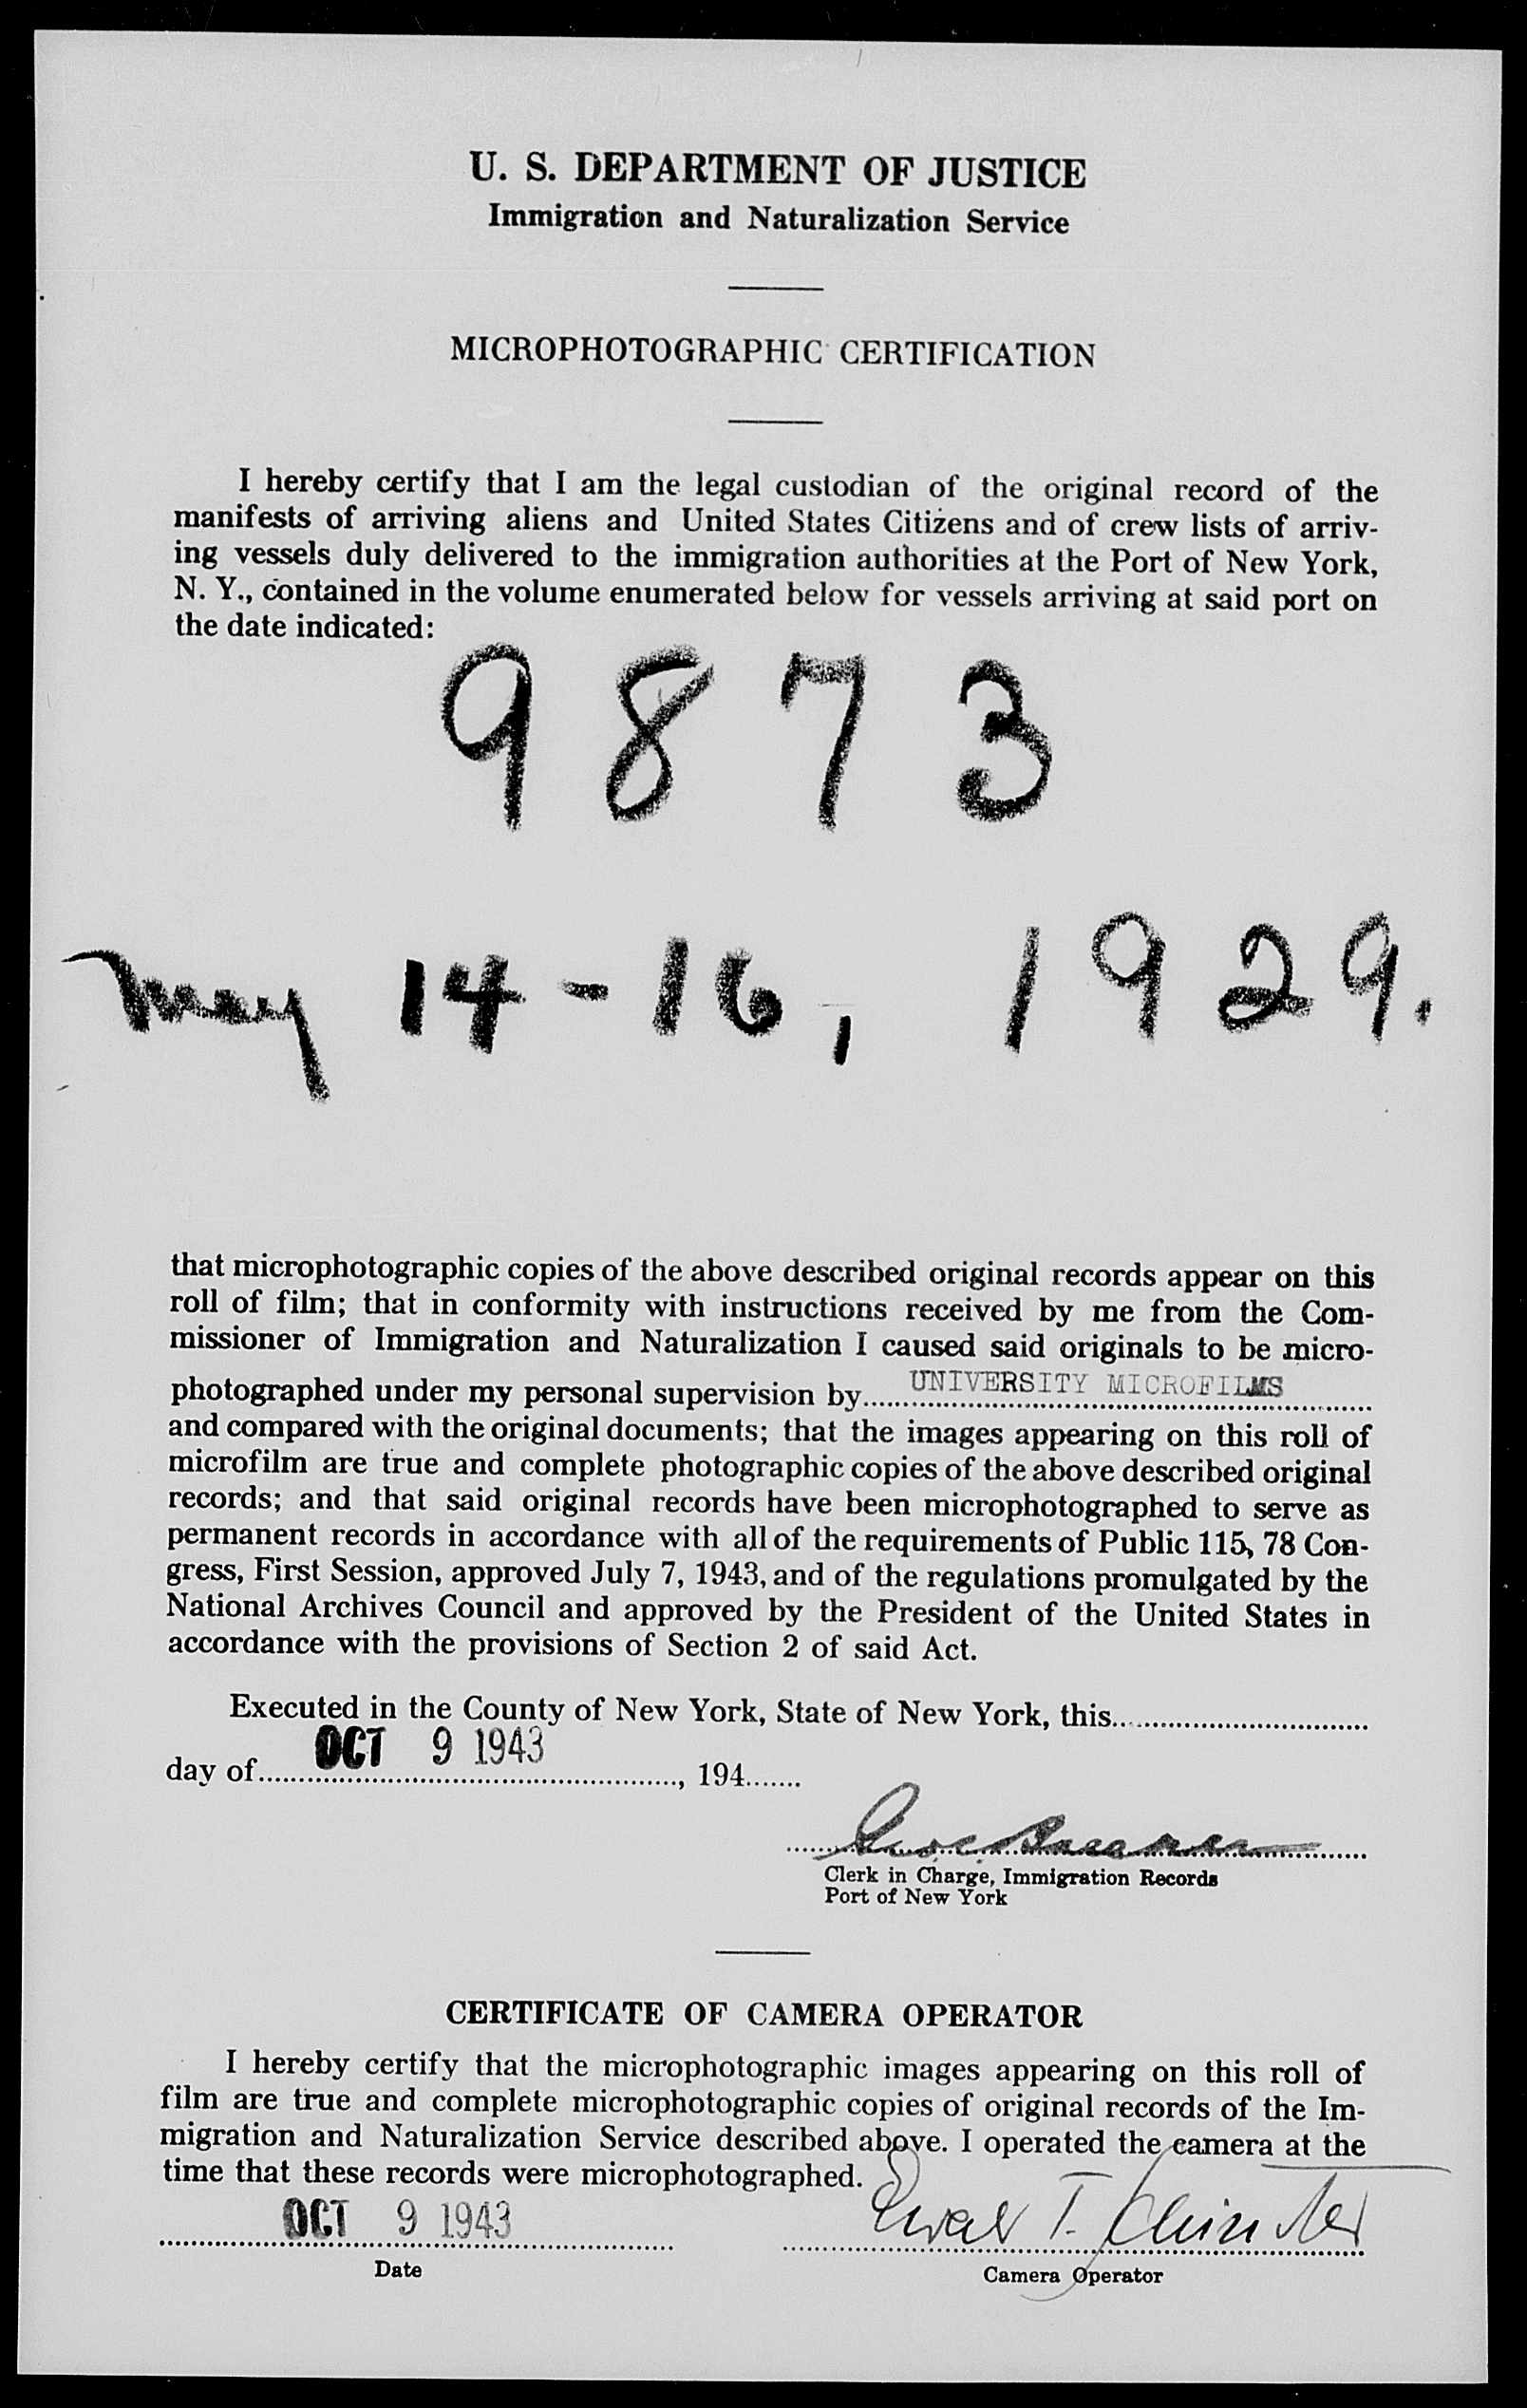 U. S. DEPARTMENT OF JUSTICE
Immigration and Naturalization Service
MICROPHOTOGRAPHIC CERTIFICATION
I hereby certify that I am the legal custodian of the original record of the
manifests of arriving aliens and United States Citizens and of crew lists of arriv-
ing vessels duly delivered to the immigration authorities at the Port of New York,
N. Y., contained in the volume enumerated below for vessels arriving at said port on
the date indicated:
9873
May 14-16, 1929.
that microphotographic copies of the above described original records appear on this
roll of film; that in conformity with instructions received by me from the Com-
missioner of Immigration and Naturalization I caused said originals to be micro-
photographed under my personal supervision by UNIVERSITY MICROFILMS
and compared with the original documents; that the images appearing on this roll of
microfilm are true and complete photographic copies of the above described original
records; and that said original records have been microphotographed to serve as
permanent records in accordance with all of the requirements of Public 115, 78 Con-
gress, First Session, approved July 7, 1943, and of the regulations promulgated by the
National Archives Council and approved by the President of the United States in
accordance with the provisions of Section 2 of said Act.
Executed in the County of New York, State of New York, this
day of OCT 9 1943, 194
Clerk in Charge, Immigration Records
Port of New York
CERTIFICATE OF CAMERA OPERATOR
I hereby certify that the microphotographic images appearing on this roll of
film are true and complete microphotographic copies of original records of the Im-
migration and Naturalization Service described above. I operated the camera at the
time that these records were microphotographed.
OCT 9 1943
Date
Camera Operator